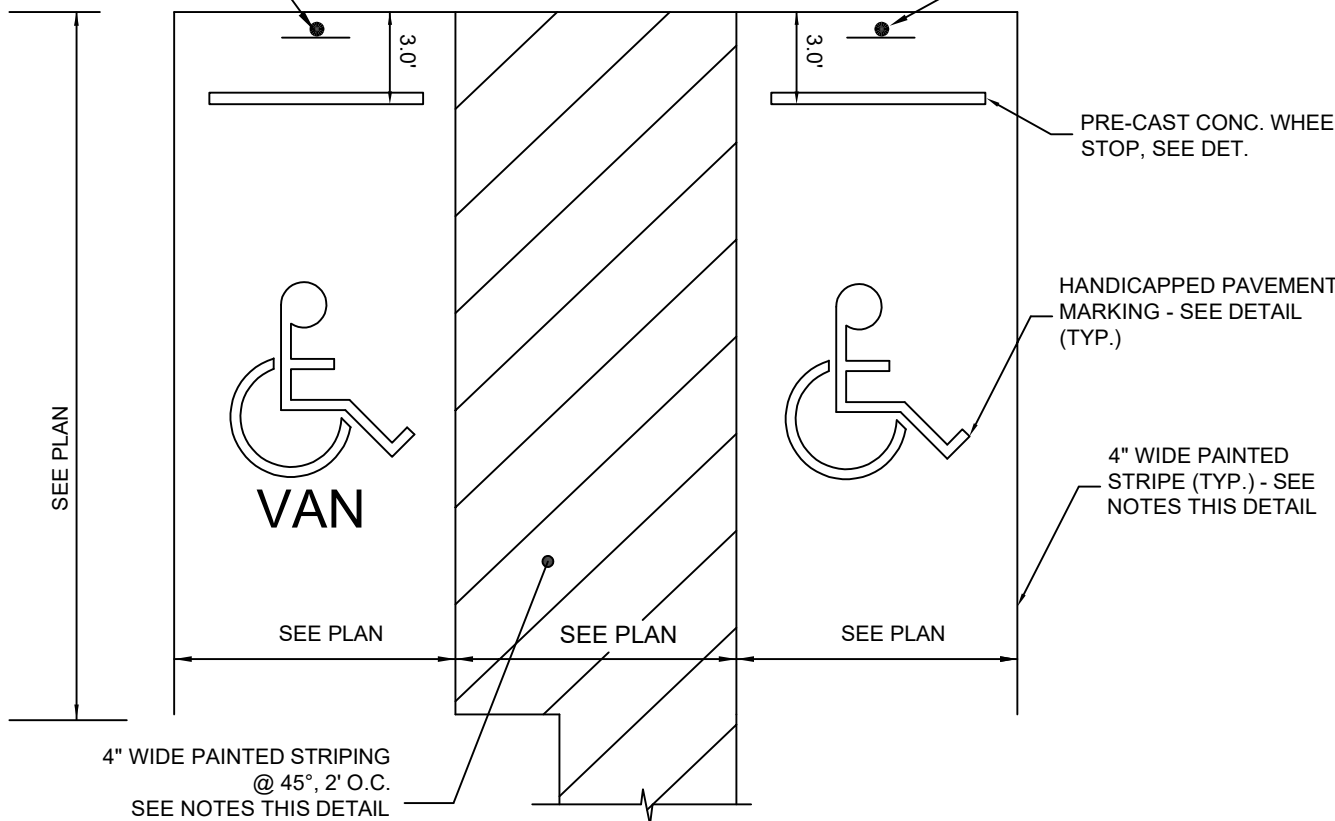 3.0'
3.0'
PRE-CAST CONC. WHEE
STOP, SEE DET.
HANDICAPPED PAVEMENT
MARKING - SEE DETAIL
(TYP.)
SEE PLAN
4" WIDE PAINTED
STRIPE (TYP.) - SEE
NOTES THIS DETAIL
VAN
SEE PLAN
SEE PLAN
SEE PLAN
4" WIDE PAINTED STRIPING
@ 45°, 2' O.C.
SEE NOTES THIS DETAIL